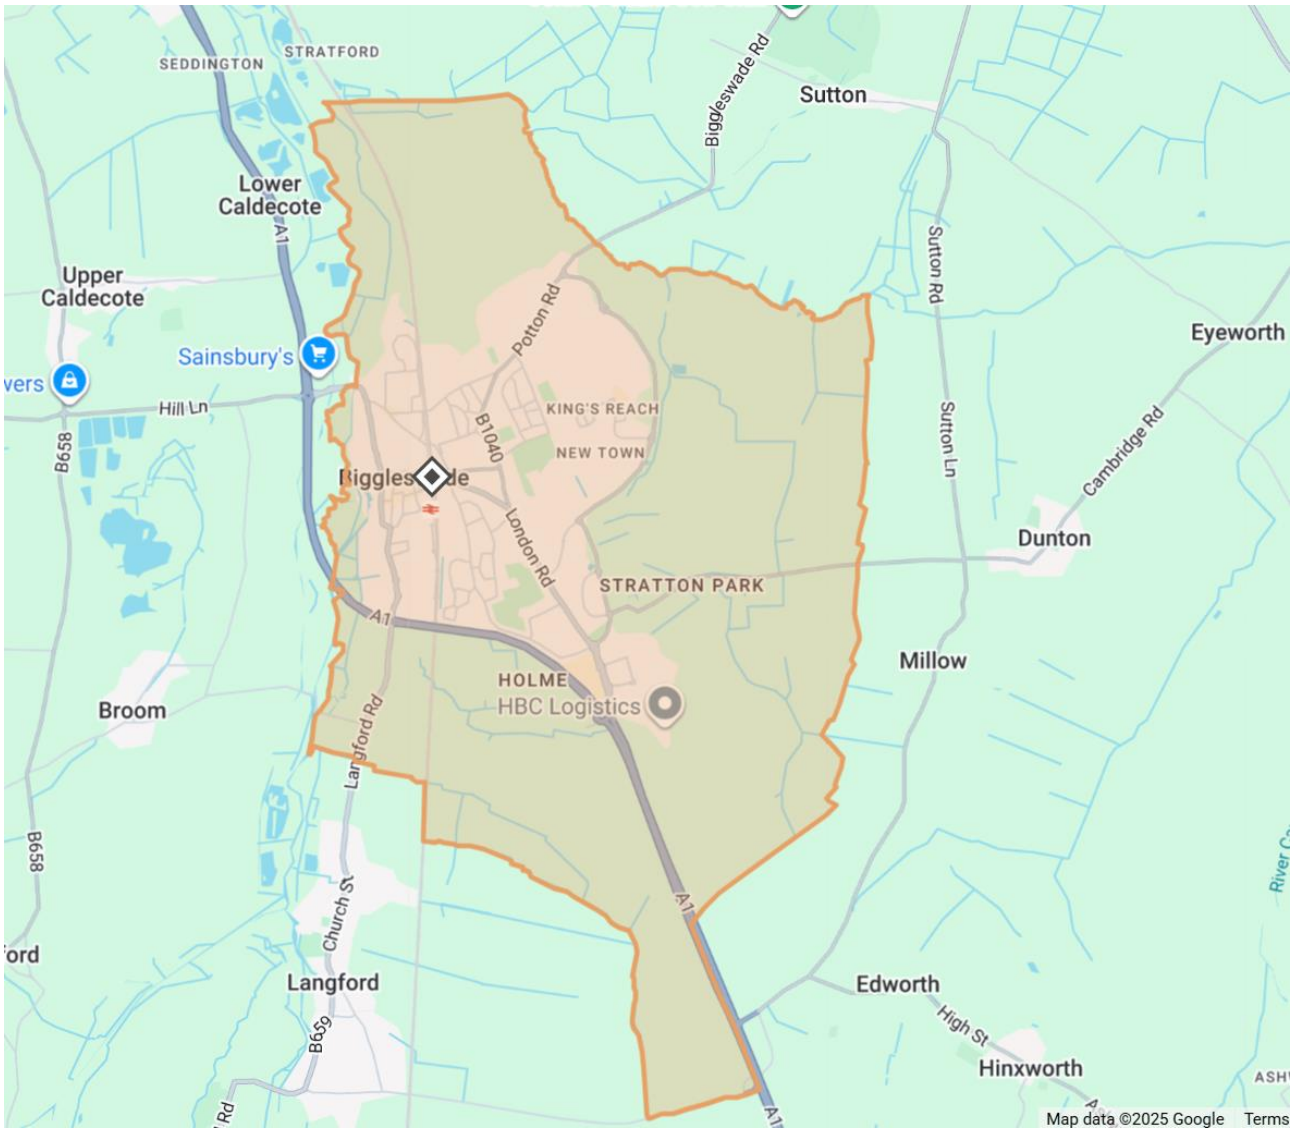 STRATFORD
SEDDINGTON
Biggleswade Rd
Sutton
Lower
Caldecote
A1
Upper
Caldecote
Sutton Rd
Potton Rd
Eyeworth
Sainsbury's
vers
Hill Ln
KING'S REACH
B1040
NEW TOWN
Sutton Ln
Cambridge Rd
B658
London Rd
Dunton
STRATTON PARK
A1
Millow
HOLME
HBC Logistics
Broom
Langford Rd
B658
A1
Church St
ford
Langford
Edworth
High St
B659
Hinxworth
Rd
A1
Map data ©2025 Google
Terms